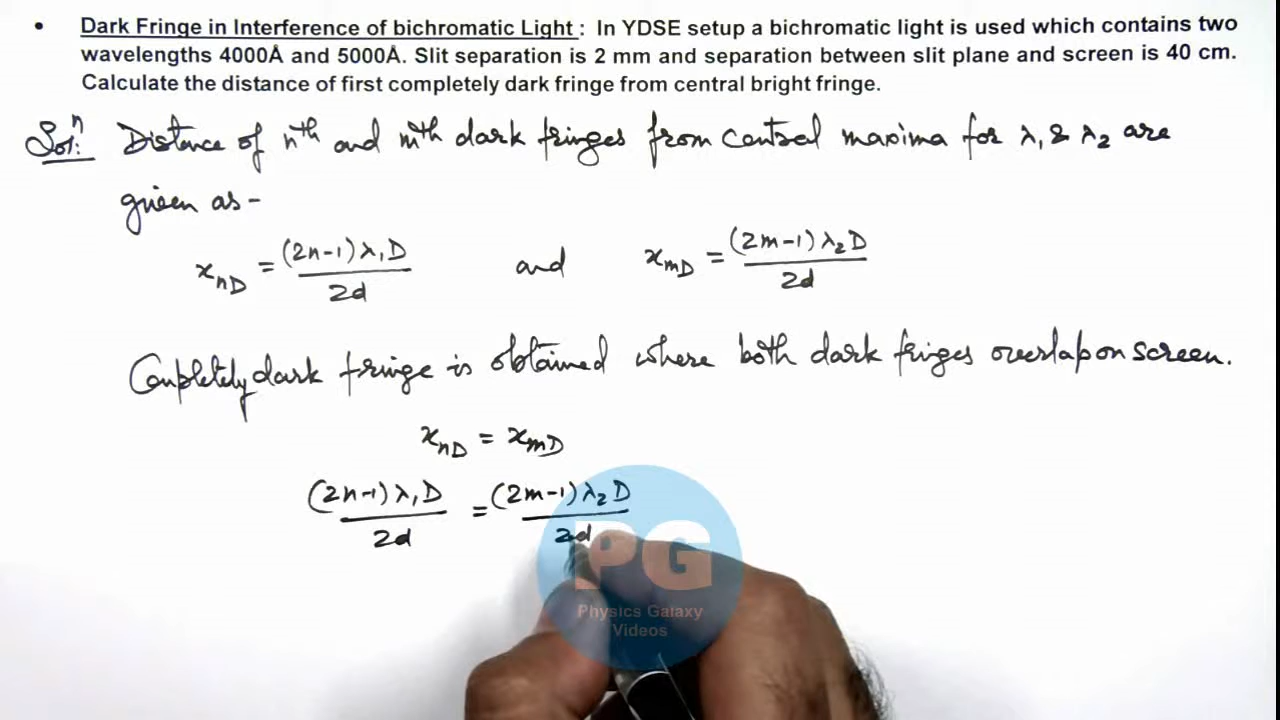 • Dark Fringe in Interference of bichromatic Light : In YDSE setup a bichromatic light is used which contains two
wavelengths 4000Å and 5000Å. Slit separation is 2 mm and separation between slit plane and screen is 40 cm.
Calculate the distance of first completely dark fringe from central bright fringe.
Solⁿ: Distance of nth and mth dark fringes from central maxima for λ₁ & λ₂ are
given as -
x_nD = (2n-1) λ₁D / 2d and x_mD = (2m-1) λ₂D / 2d
Completely dark fringe is obtained where both dark fringes overlap on screen.
x_nD = x_mD
(2n-1) λ₁D / 2d = (2m-1) λ₂D / 2d
PG
Physics Galaxy
Videos